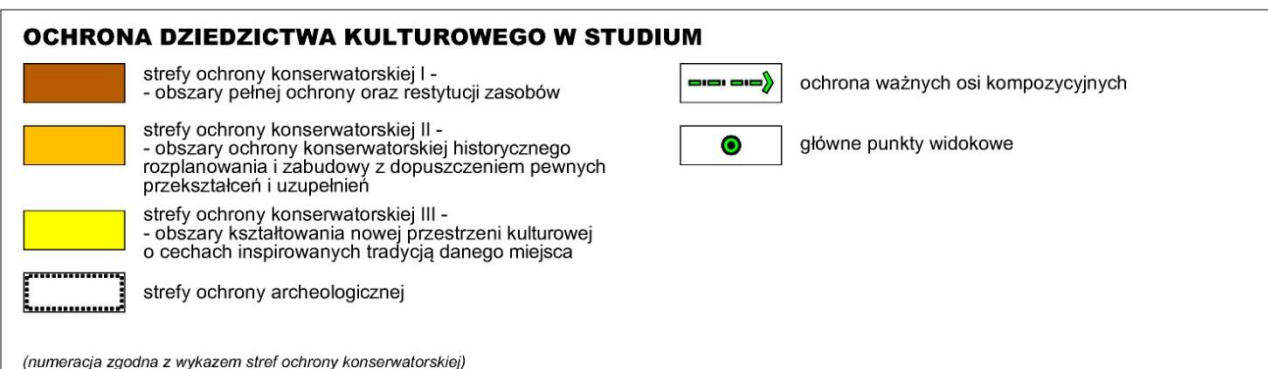 OCHRONA DZIEDZICTWA KULTUROWEGO W STUDIUM
strefy ochrony konserwatorskiej I -
- obszary pełnej ochrony oraz restytucji zasobów
strefy ochrony konserwatorskiej II -
- obszary ochrony konserwatorskiej historycznego
rozplanowania i zabudowy z dopuszczeniem pewnych
przekształceń i uzupełnień
strefy ochrony konserwatorskiej III -
- obszary kształtowania nowej przestrzeni kulturowej
o cechach inspirowanych tradycją danego miejsca
strefy ochrony archeologicznej
(numeracja zgodna z wykazem stref ochrony konserwatorskiej)
ochrona ważnych osi kompozycyjnych
główne punkty widokowe